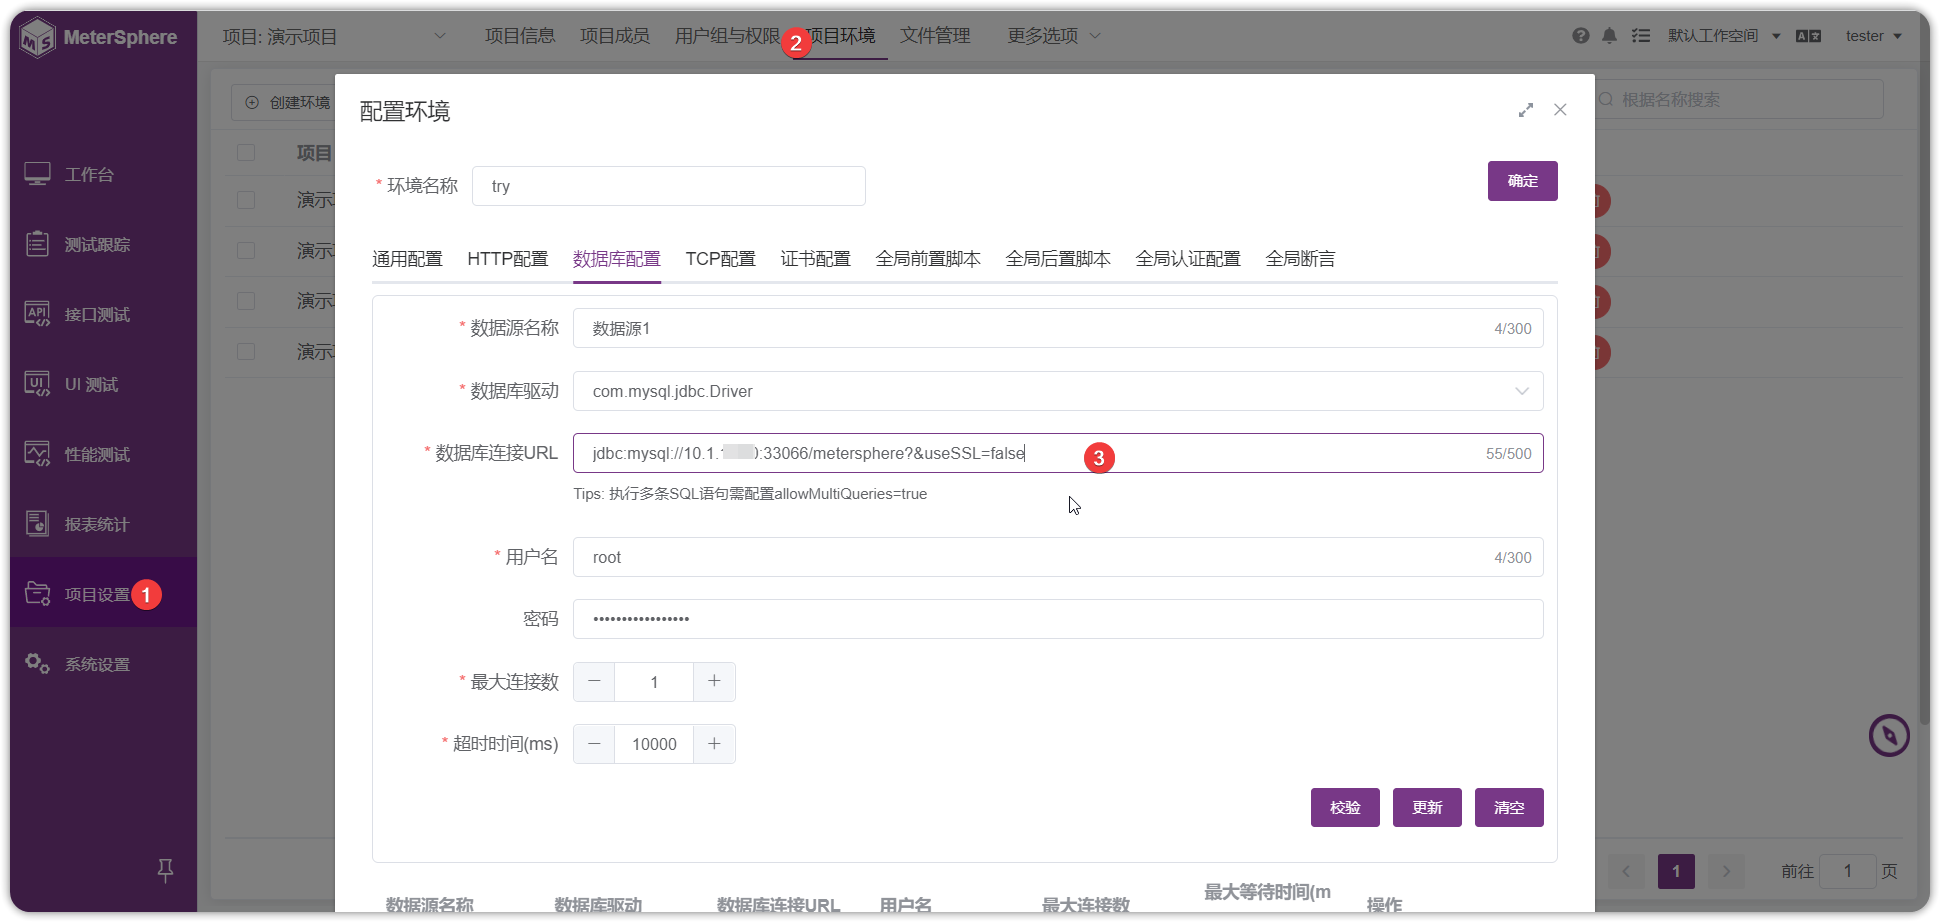 MeterSphere
项目: 演示项目
项目信息
项目成员
用户组与权限
2
项目环境
文件管理
更多选项
默认工作空间
tester
工作台
测试跟踪
API
接口测试
UI
UI 测试
性能测试
报表统计
项目设置
1
系统设置
创建环境
根据名称搜索
项目
演示
演示
演示
演示
配置环境
* 环境名称
try
确定
通用配置
HTTP配置
数据库配置
TCP配置
证书配置
全局前置脚本
全局后置脚本
全局认证配置
全局断言
* 数据源名称
数据源1
4/300
* 数据库驱动
com.mysql.jdbc.Driver
* 数据库连接URL
jdbc:mysql://10.1. :33066/metersphere?&useSSL=false
3
55/500
Tips: 执行多条SQL语句需配置allowMultiQueries=true
* 用户名
root
4/300
密码
•••••••••••••••••
* 最大连接数
− 1 +
* 超时时间(ms)
− 10000 +
校验
更新
清空
数据源名称
数据库驱动
数据库连接URL
用户名
最大连接数
最大等待时间(m
操作
1
前往
1
页